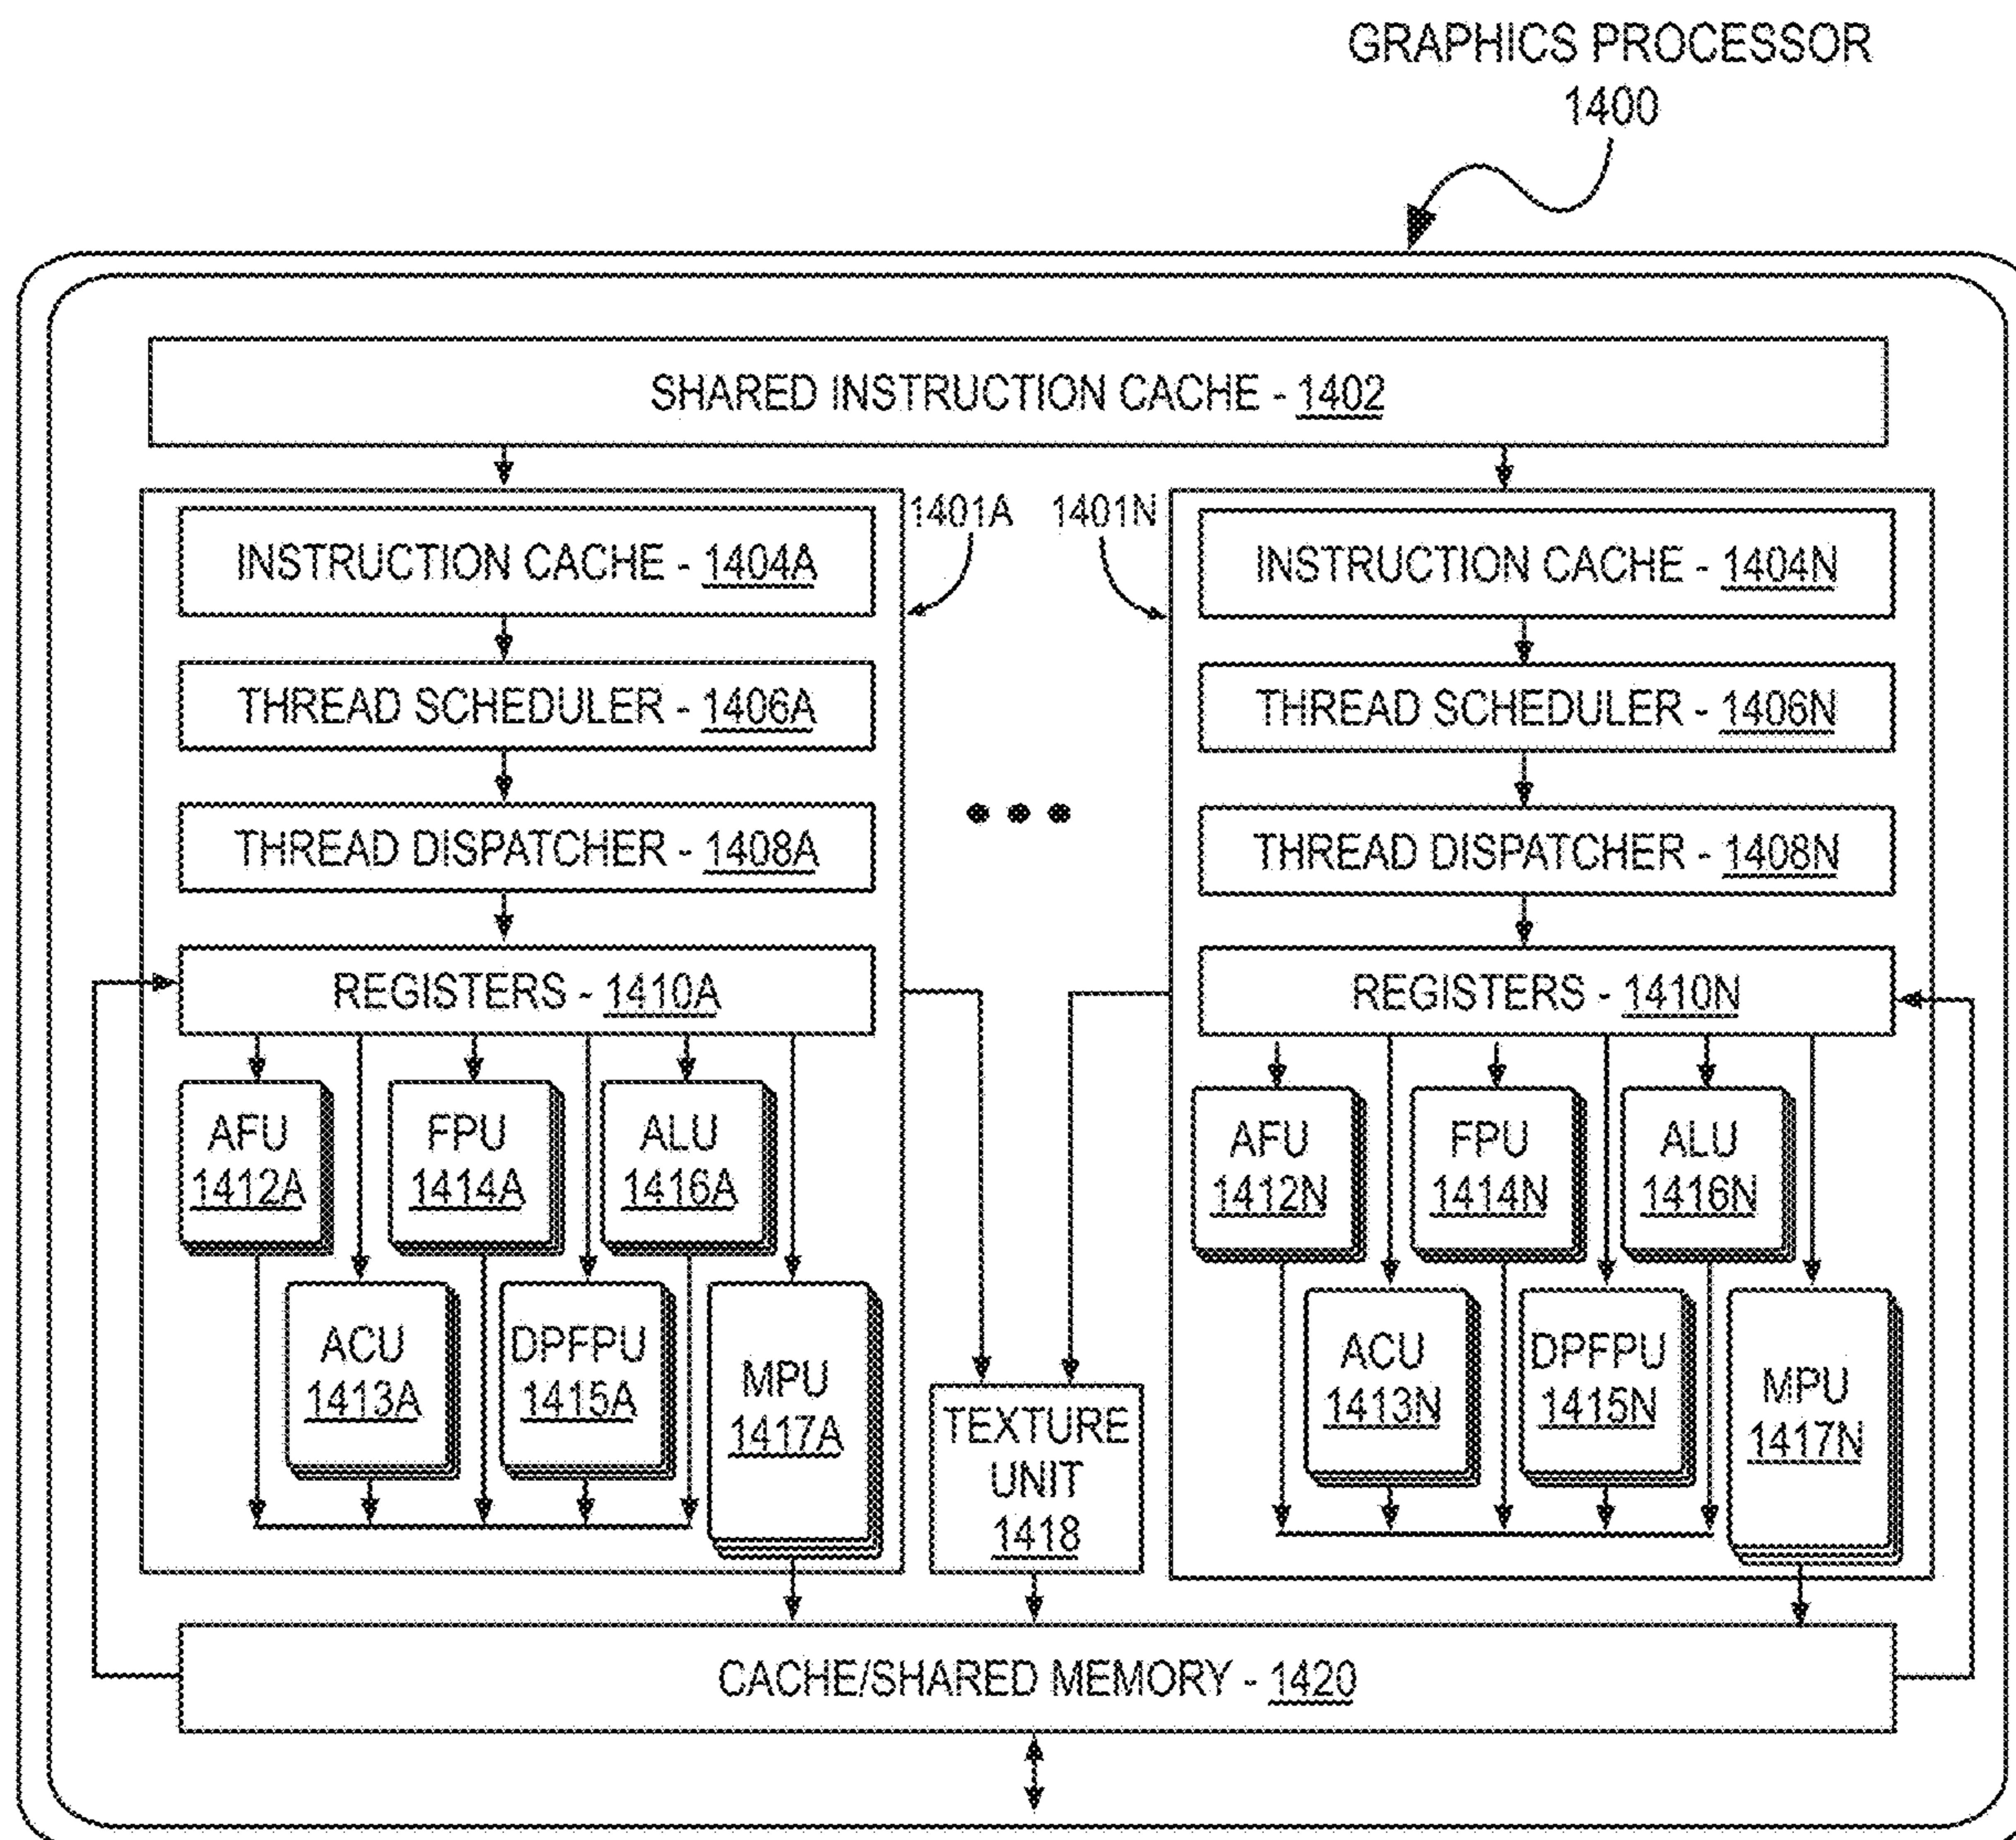 GRAPHICS PROCESSOR
1400
SHARED INSTRUCTION CACHE - 1402
1401A
1401N
INSTRUCTION CACHE - 1404A
THREAD SCHEDULER - 1406A
THREAD DISPATCHER - 1408A
REGISTERS - 1410A
AFU
1412A
FPU
1414A
ALU
1416A
ACU
1413A
DPFPU
1415A
MPU
1417A
TEXTURE
UNIT
1418
INSTRUCTION CACHE - 1404N
THREAD SCHEDULER - 1406N
THREAD DISPATCHER - 1408N
REGISTERS - 1410N
AFU
1412N
FPU
1414N
ALU
1416N
ACU
1413N
DPFPU
1415N
MPU
1417N
CACHE/SHARED MEMORY - 1420